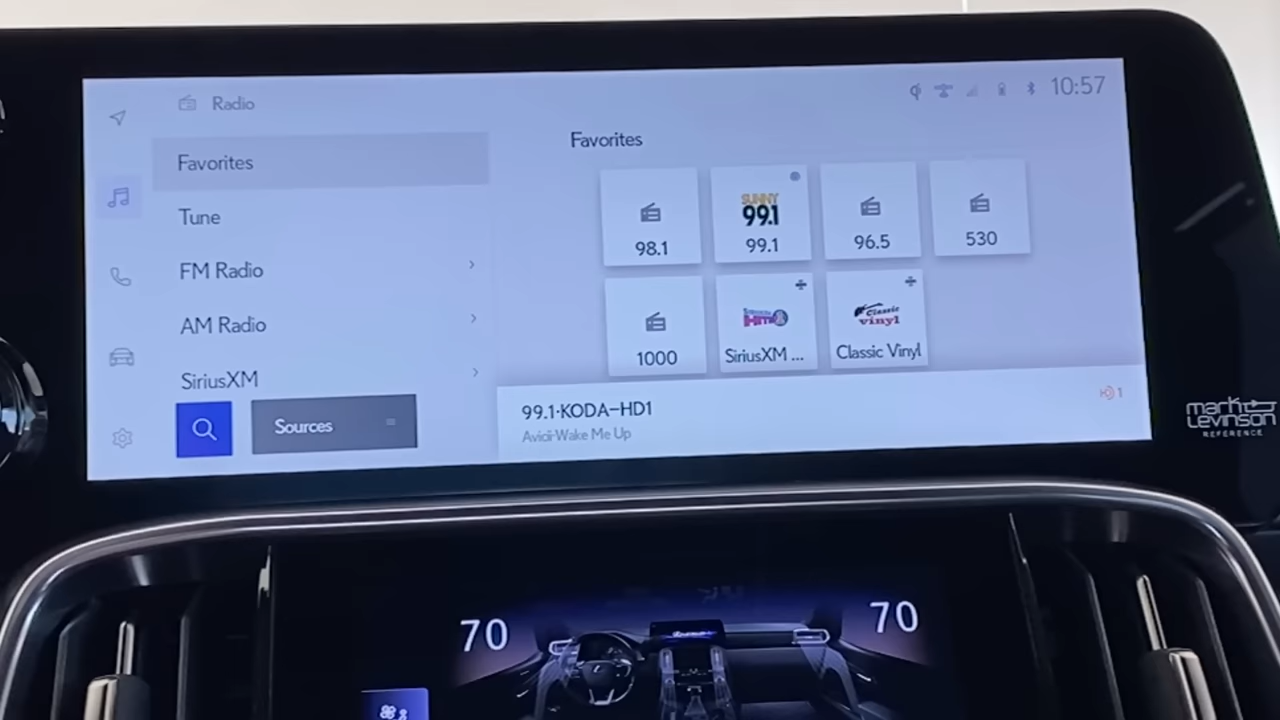 Radio
10:57
Favorites
Tune
FM Radio
AM Radio
SiriusXM
Sources
Favorites
98.1
SUNNY
99.1
99.1
96.5
530
1000
SiriusXM ...
Classic
vinyl
Classic Vinyl
99.1·KODA-HD1
Avicii-Wake Me Up
1
mark
Levinson
REFERENCE
70
70